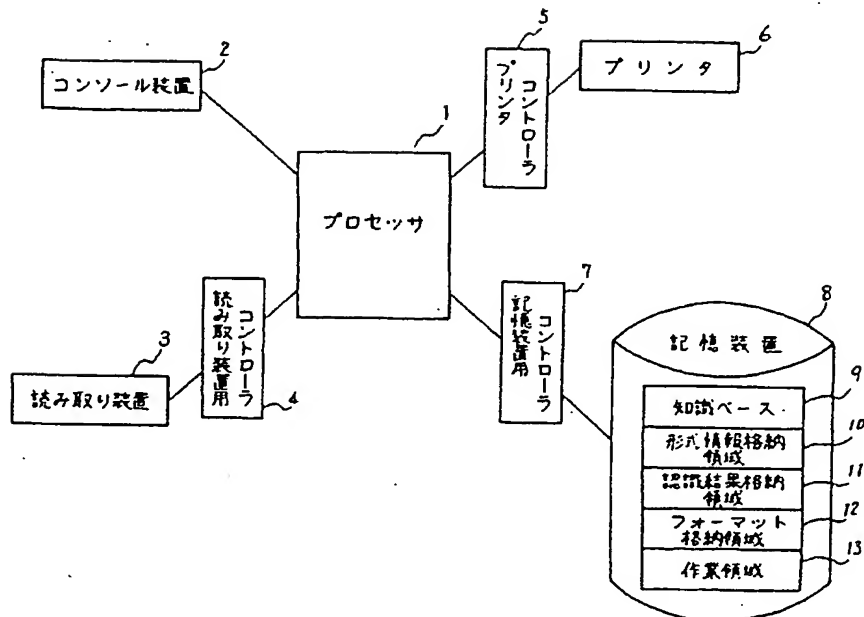 5
6
プリンタ
プリンタ
コントローラ
2
コンソール装置
1
プロセッサ
7
記憶装置用
コントローラ
読み取り装置用
コントローラ
4
3
読み取り装置
8
記憶装置
9
知識ベース
10
形式情報格納
領域
11
認識結果格納
領域
12
フォーマット
格納領域
13
作業領域